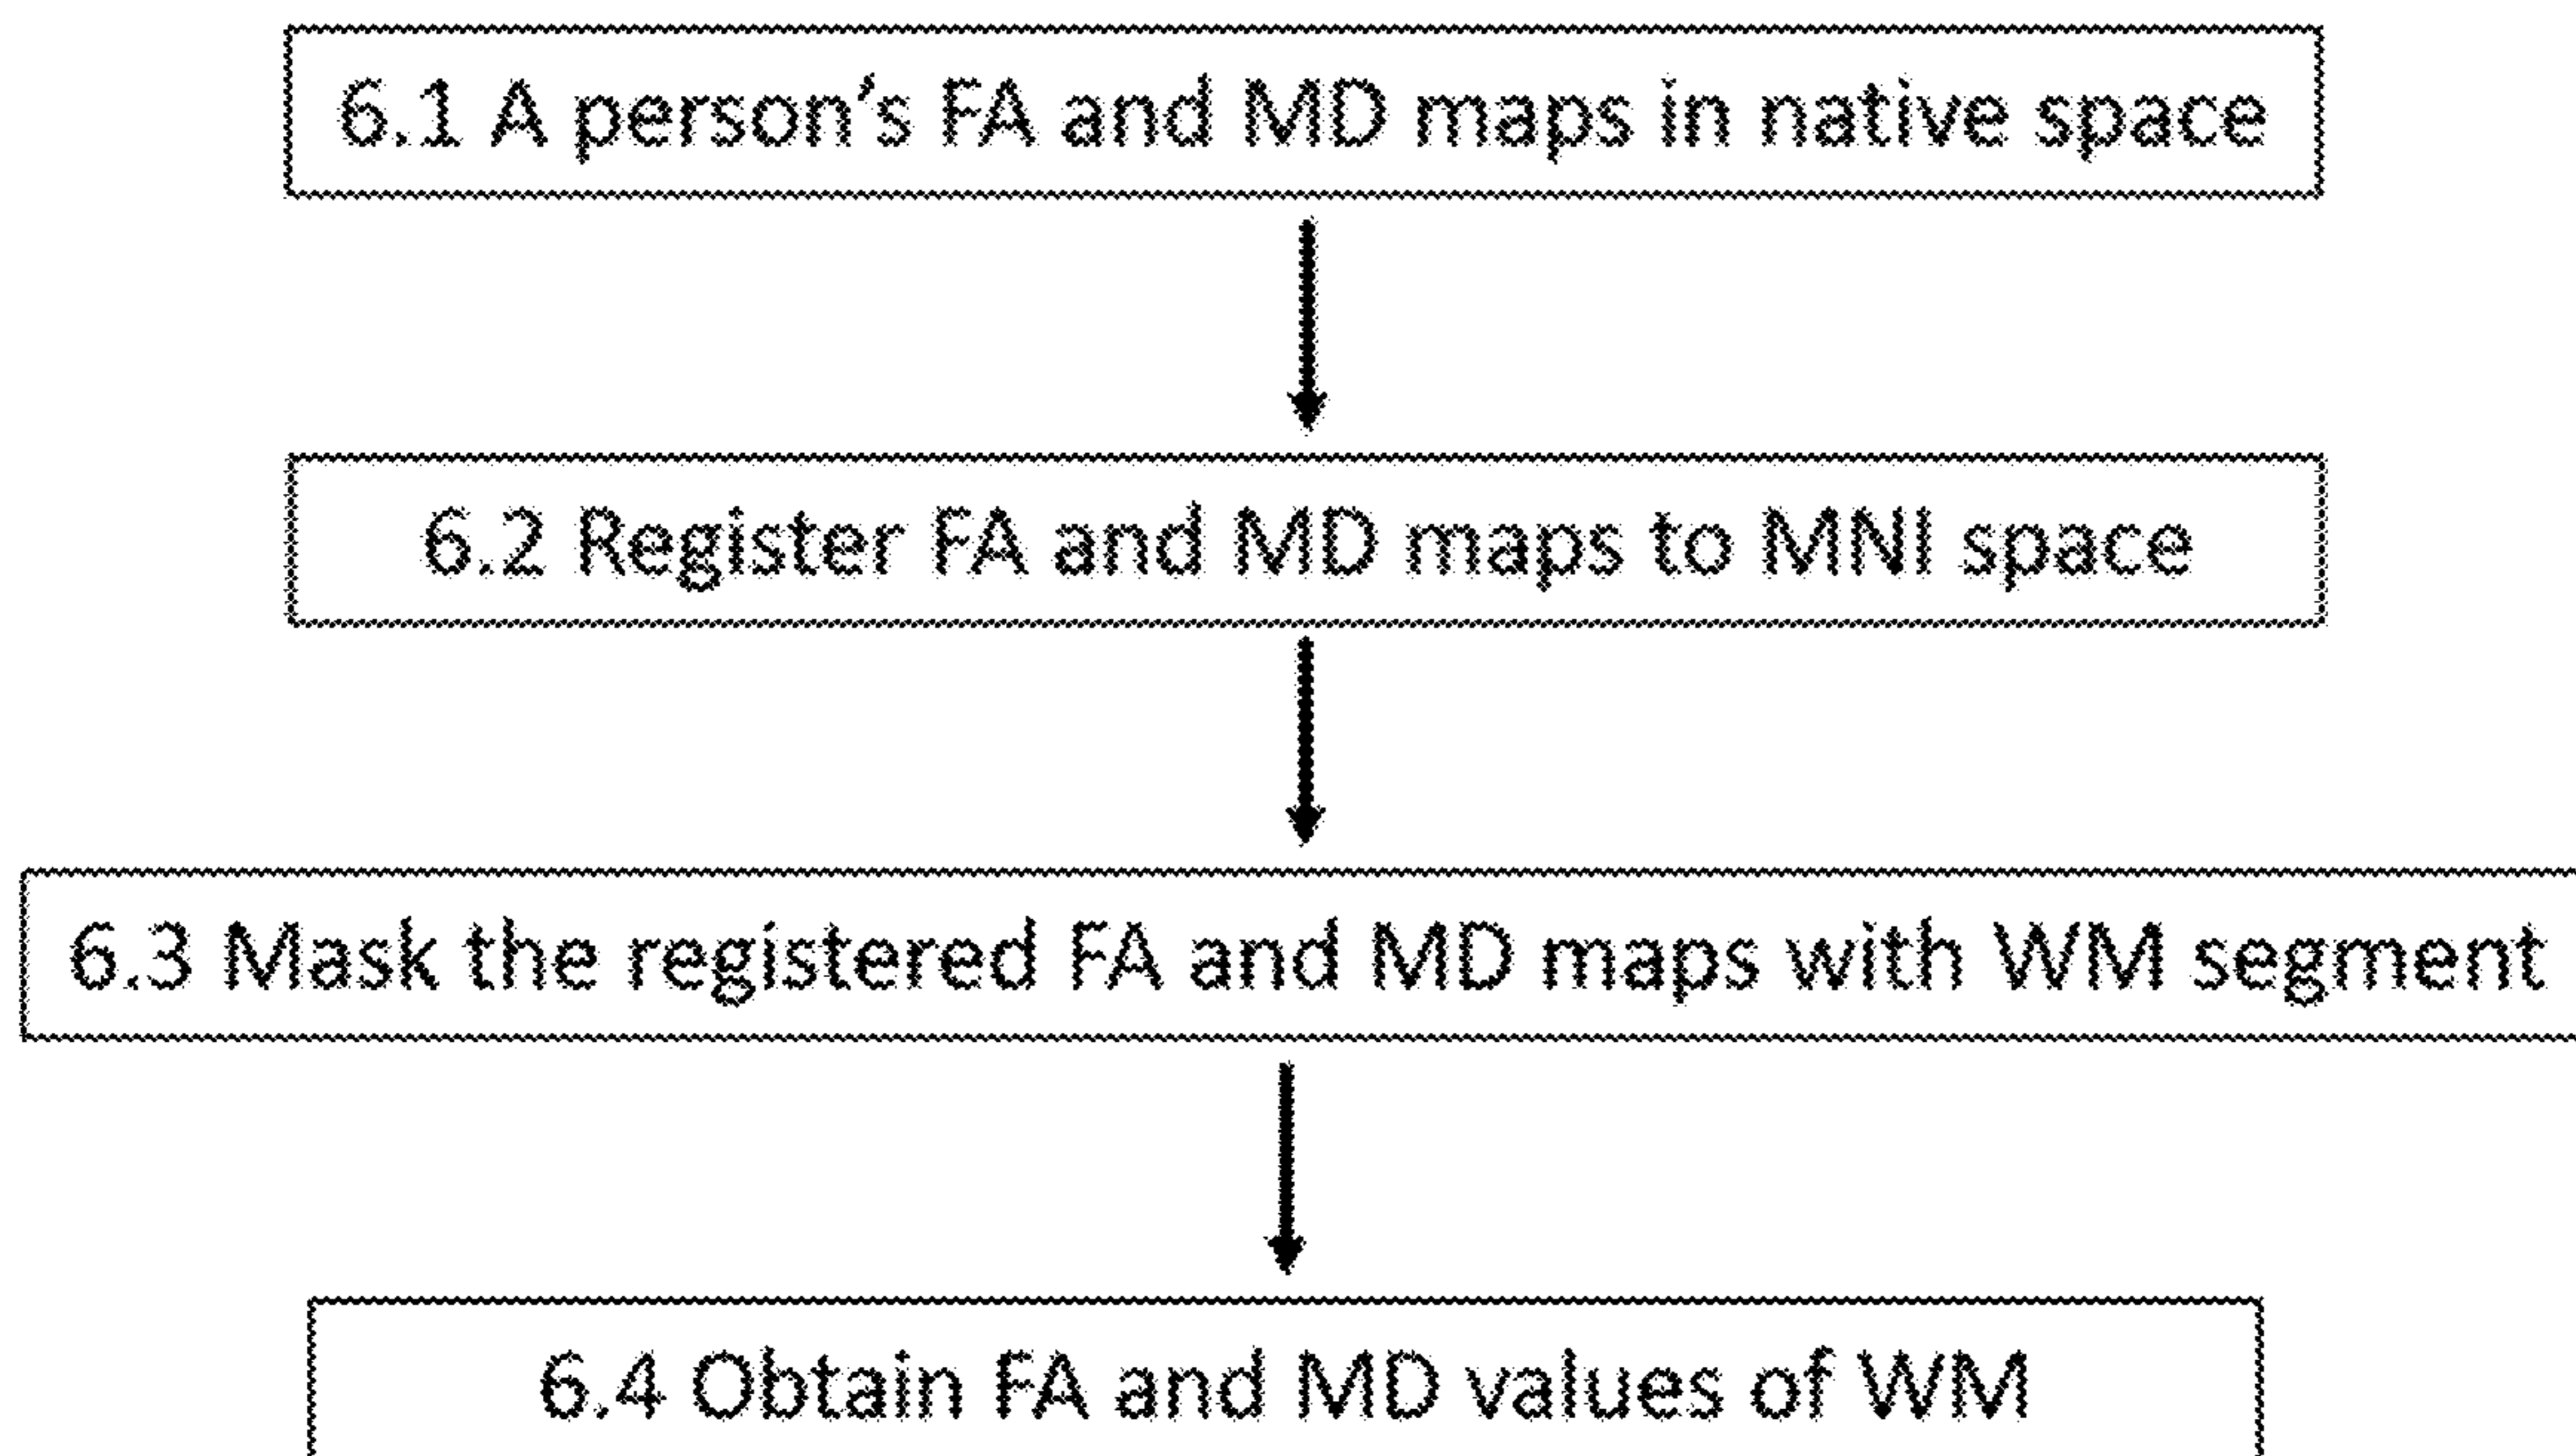 6.1 A person's FA and MD maps in native space
6.2 Register FA and MD maps to MNI space
6.3 Mask the registered FA and MD maps with WM segment
6.4 Obtain FA and MD values of WM